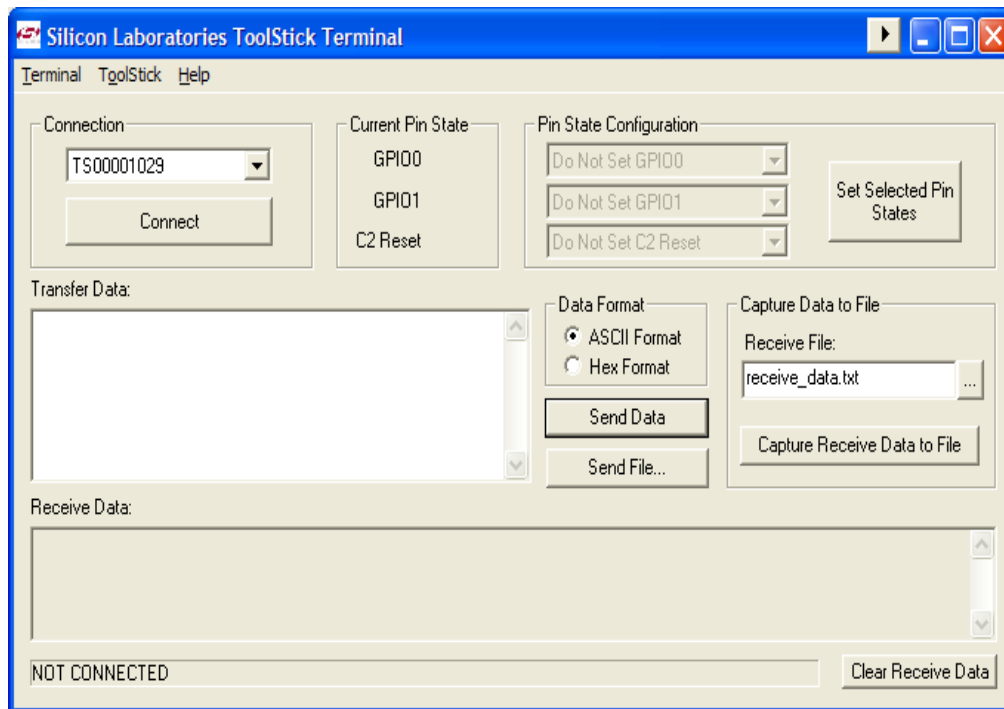 Silicon Laboratories ToolStick Terminal
Terminal ToolStick Help
Connection
TS00001029
Connect
Current Pin State
GPIO0
GPIO1
C2 Reset
Pin State Configuration
Do Not Set GPIO0
Do Not Set GPIO1
Do Not Set C2 Reset
Set Selected Pin
States
Transfer Data:
Data Format
ASCII Format
Hex Format
Send Data
Send File...
Capture Data to File
Receive File:
receive_data.txt
...
Capture Receive Data to File
Receive Data:
NOT CONNECTED
Clear Receive Data